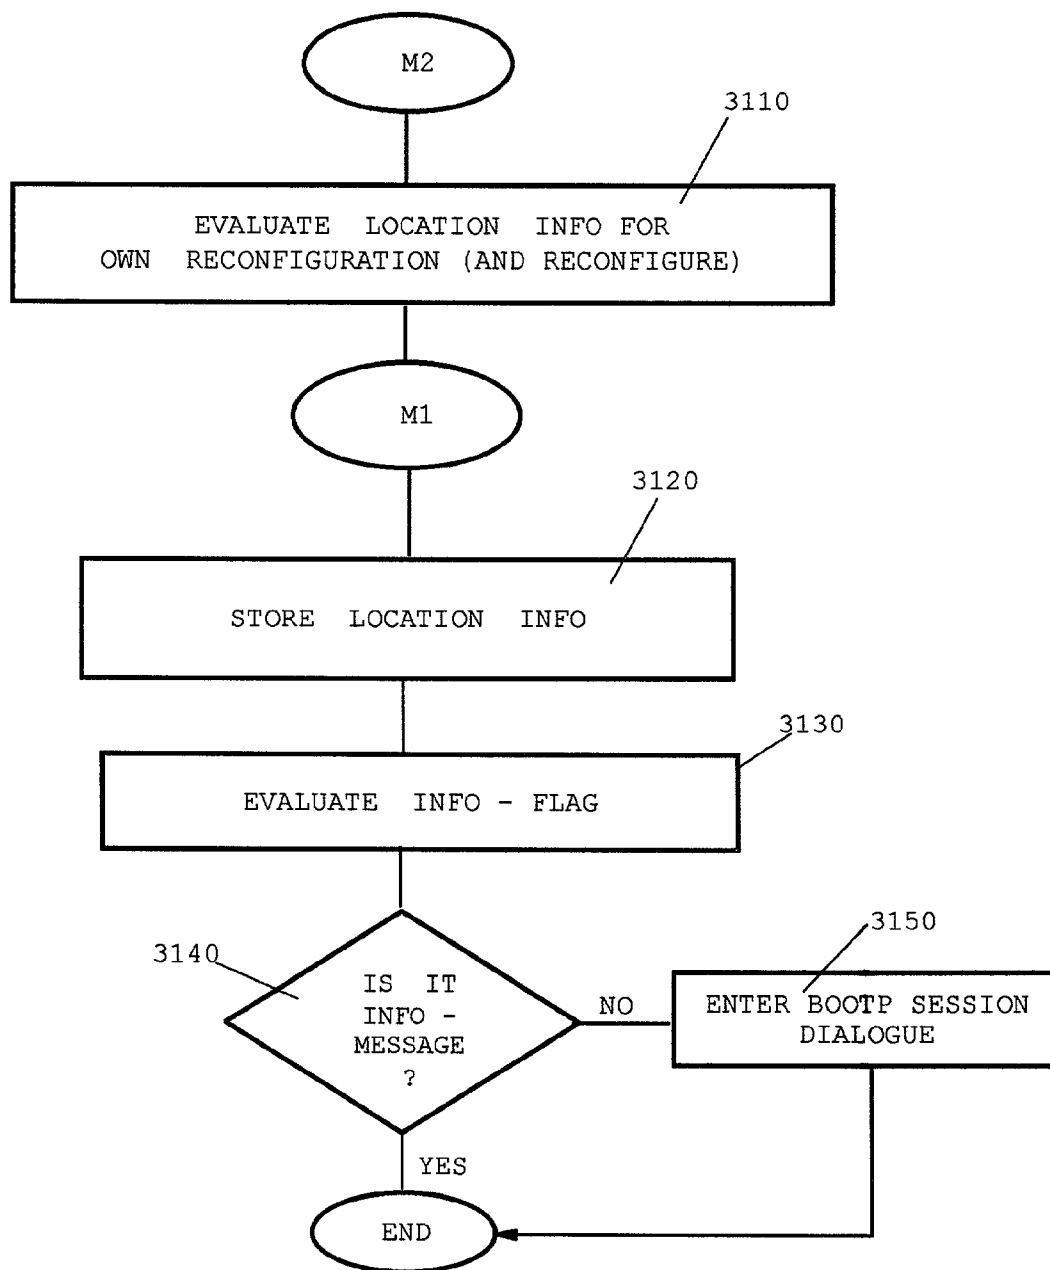 M2
3110
EVALUATE LOCATION INFO FOR
OWN RECONFIGURATION (AND RECONFIGURE)
M1
3120
STORE LOCATION INFO
3130
EVALUATE INFO - FLAG
3140
IS IT
INFO -
MESSAGE
?
NO
3150
ENTER BOOTP SESSION
DIALOGUE
YES
END